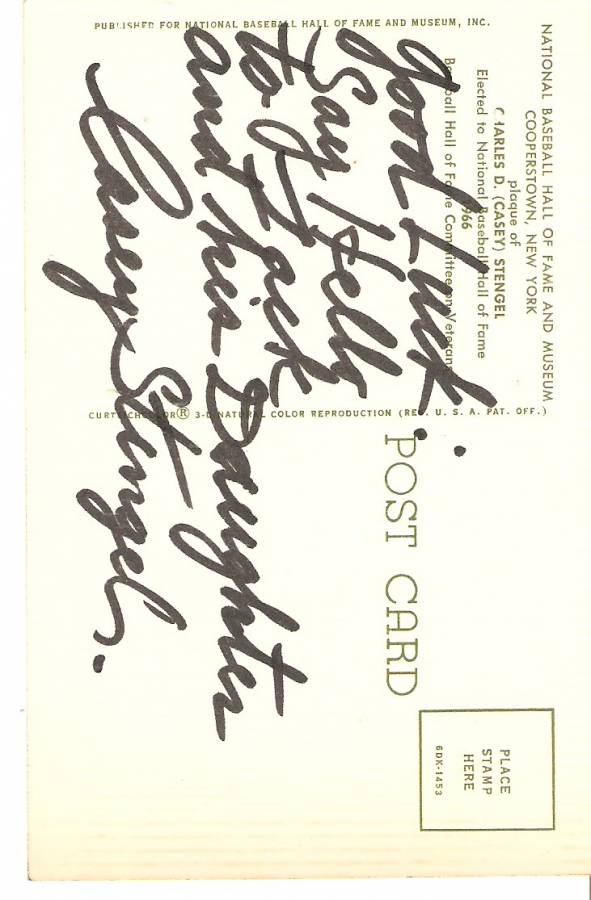 NATIONAL BASEBALL HALL OF FAME AND MUSEUM
COOPERSTOWN, NEW YORK
plaque of
CHARLES D. (CASEY) STENGEL
Elected to National Baseball Hall of Fame
1966
Baseball Hall of Fame Committee on Veterans
good Luck.
Say Hello
to Jack
and his Daughter
Casey Stengel.
POST CARD
PLACE
STAMP
HERE
6DK-1453
PUBLISHED FOR NATIONAL BASEBALL HALL OF FAME AND MUSEUM, INC.
CURTEICHCOLOR® 3-D NATURAL COLOR REPRODUCTION (REG. U. S. A. PAT. OFF.)